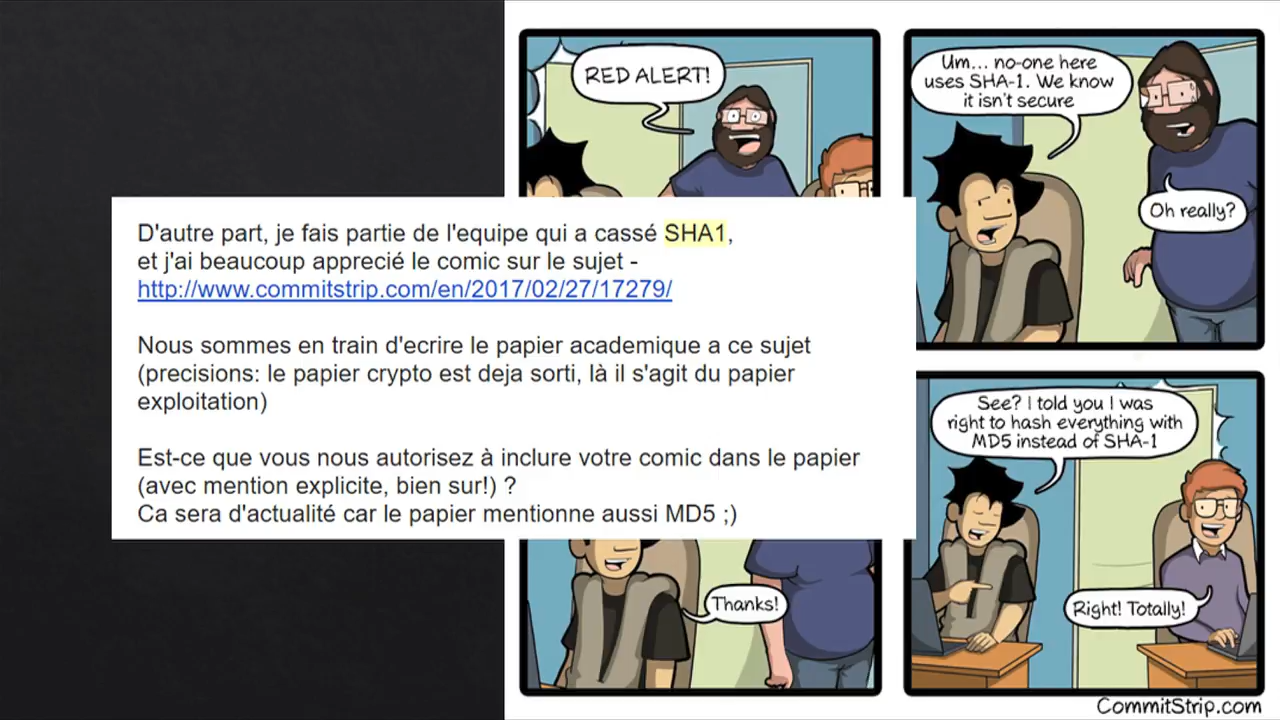 RED ALERT!
Um... no-one here
uses SHA-1. We know
it isn't secure
Oh really?
D'autre part, je fais partie de l'equipe qui a cassé SHA1,
et j'ai beaucoup apprecié le comic sur le sujet -
http://www.commitstrip.com/en/2017/02/27/17279/
Nous sommes en train d'ecrire le papier academique a ce sujet
(precisions: le papier crypto est deja sorti, là il s'agit du papier
exploitation)
Est-ce que vous nous autorisez à inclure votre comic dans le papier
(avec mention explicite, bien sur!) ?
Ca sera d'actualité car le papier mentionne aussi MD5 ;)
Thanks!
See? I told you I was
right to hash everything with
MD5 instead of SHA-1
Right! Totally!
CommitStrip.com